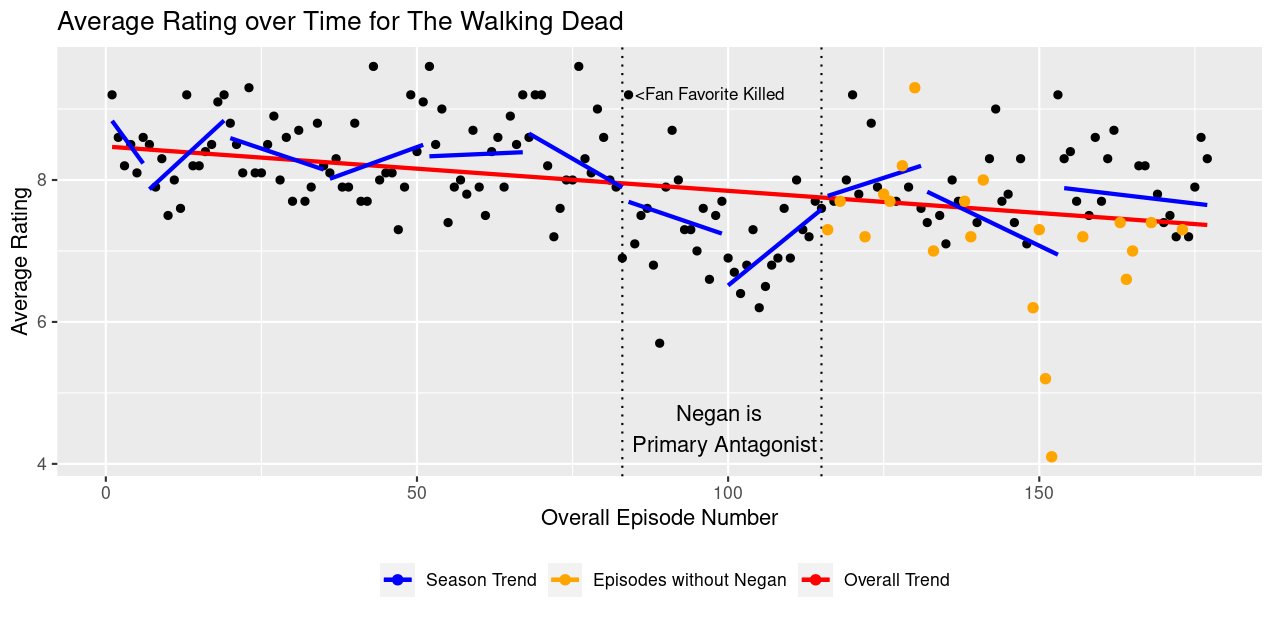 Average Rating over Time for The Walking Dead
<Fan Favorite Killed
8
6
4
Average Rating
Negan is
Primary Antagonist
0 50 100 150
Overall Episode Number
Season Trend Episodes without Negan Overall Trend